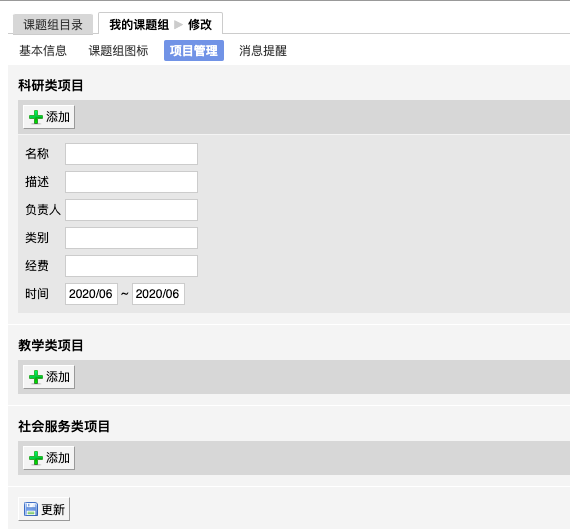 课题组目录 我的课题组 ▶ 修改
基本信息 课题组图标 项目管理 消息提醒
科研类项目
添加
名称
描述
负责人
类别
经费
时间 2020/06 ~ 2020/06
教学类项目
添加
社会服务类项目
添加
更新